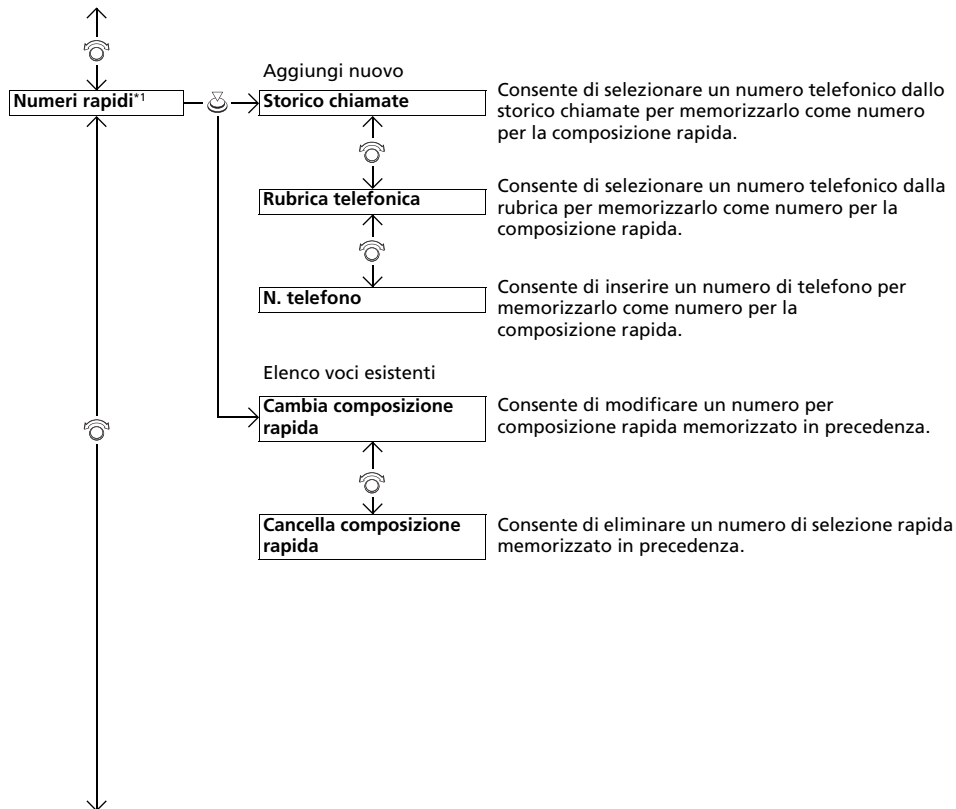 Aggiungi nuovo
Numeri rapidi*1
Storico chiamate
Consente di selezionare un numero telefonico dallo
storico chiamate per memorizzarlo come numero
per la composizione rapida.
Rubrica telefonica
Consente di selezionare un numero telefonico dalla
rubrica per memorizzarlo come numero per la
composizione rapida.
N. telefono
Consente di inserire un numero di telefono per
memorizzarlo come numero per la
composizione rapida.
Elenco voci esistenti
Cambia composizione
rapida
Consente di modificare un numero per
composizione rapida memorizzato in precedenza.
Cancella composizione
rapida
Consente di eliminare un numero di selezione rapida
memorizzato in precedenza.